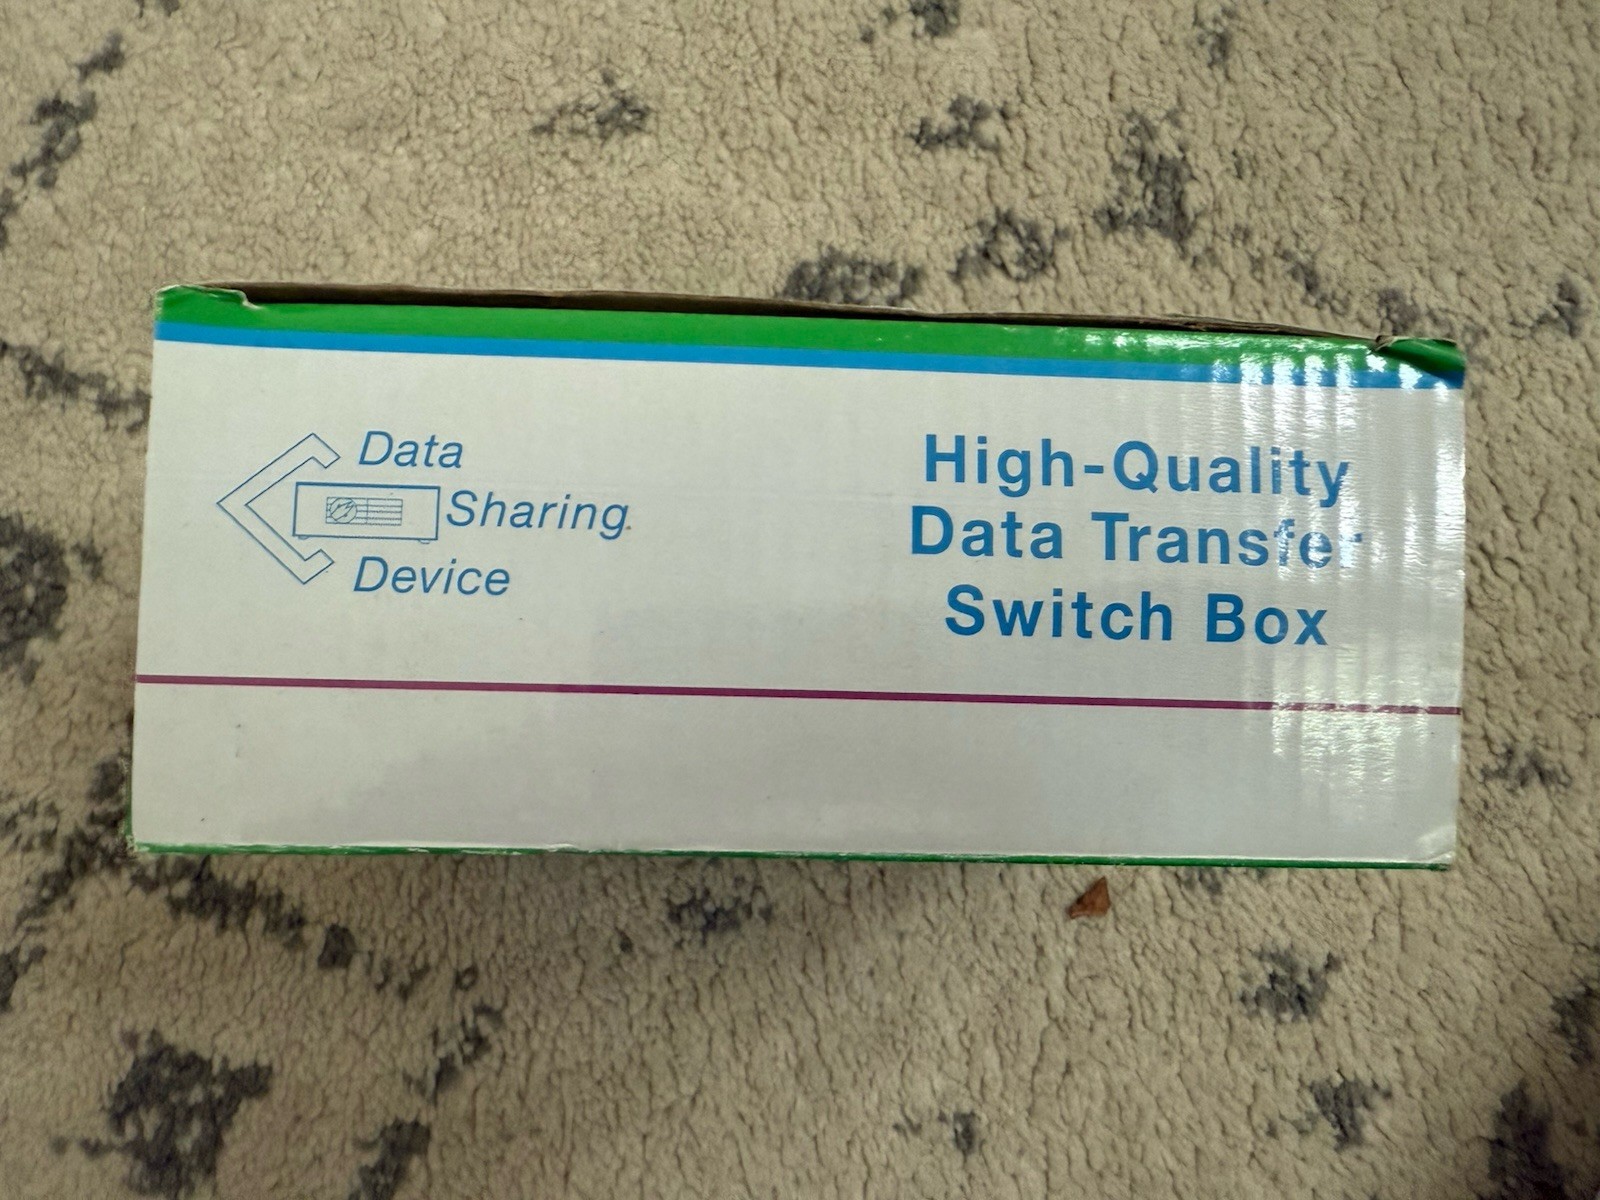 Data
Sharing
Device
High-Quality
Data Transfer
Switch Box